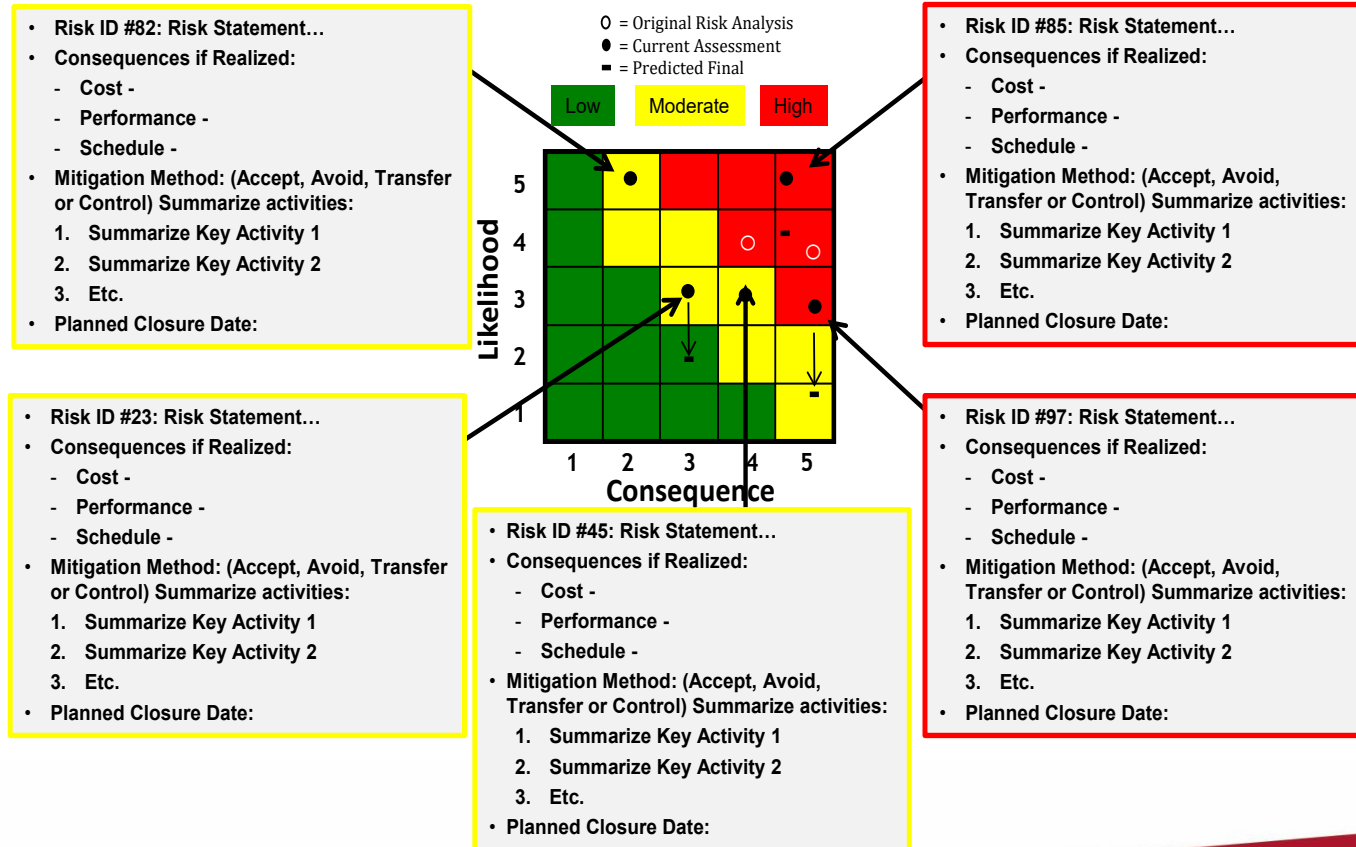 • Risk ID #82: Risk Statement…
• Consequences if Realized:
- Cost -
- Performance -
- Schedule -
• Mitigation Method: (Accept, Avoid, Transfer
or Control) Summarize activities:
1. Summarize Key Activity 1
2. Summarize Key Activity 2
3. Etc.
• Planned Closure Date:
O = Original Risk Analysis
● = Current Assessment
- = Predicted Final
Low Moderate High
• Risk ID #85: Risk Statement…
• Consequences if Realized:
- Cost -
- Performance -
- Schedule -
• Mitigation Method: (Accept, Avoid,
Transfer or Control) Summarize activities:
1. Summarize Key Activity 1
2. Summarize Key Activity 2
3. Etc.
• Planned Closure Date:
Likelihood
5
4
3
2
1
1 2 3 4 5
Consequence
• Risk ID #23: Risk Statement…
• Consequences if Realized:
- Cost -
- Performance -
- Schedule -
• Mitigation Method: (Accept, Avoid, Transfer
or Control) Summarize activities:
1. Summarize Key Activity 1
2. Summarize Key Activity 2
3. Etc.
• Planned Closure Date:
• Risk ID #45: Risk Statement…
• Consequences if Realized:
- Cost -
- Performance -
- Schedule -
• Mitigation Method: (Accept, Avoid,
Transfer or Control) Summarize activities:
1. Summarize Key Activity 1
2. Summarize Key Activity 2
3. Etc.
• Planned Closure Date:
• Risk ID #97: Risk Statement…
• Consequences if Realized:
- Cost -
- Performance -
- Schedule -
• Mitigation Method: (Accept, Avoid,
Transfer or Control) Summarize activities:
1. Summarize Key Activity 1
2. Summarize Key Activity 2
3. Etc.
• Planned Closure Date: